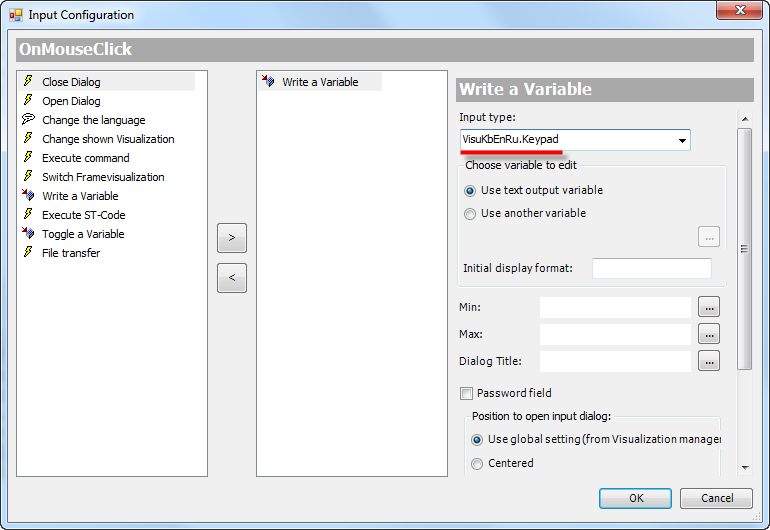 Input Configuration
OnMouseClick
Close Dialog
Open Dialog
Change the language
Change shown Visualization
Execute command
Switch Framevisualization
Write a Variable
Execute ST-Code
Toggle a Variable
File transfer
>
<
Write a Variable
Write a Variable
Input type:
VisuKbEnRu.Keypad
Choose variable to edit
Use text output variable
Use another variable
...
Initial display format:
Min:
...
Max:
...
Dialog Title:
...
Password field
Position to open input dialog:
Use global setting(from Visualization manager
Centered
OK
Cancel